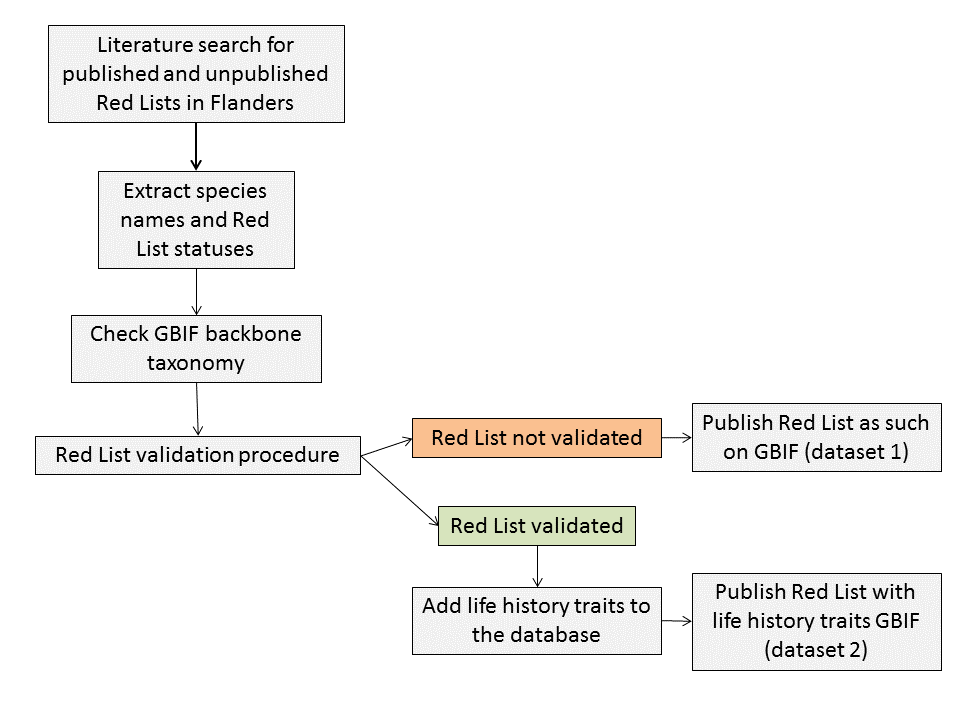 Literature search for
published and unpublished
Red Lists in Flanders
Extract species
names and Red
List statuses
Check GBIF backbone
taxonomy
Red List validation procedure
Red List not validated
Publish Red List as such
on GBIF (dataset 1)
Red List validated
Add life history traits to
the database
Publish Red List with
life history traits GBIF
(dataset 2)